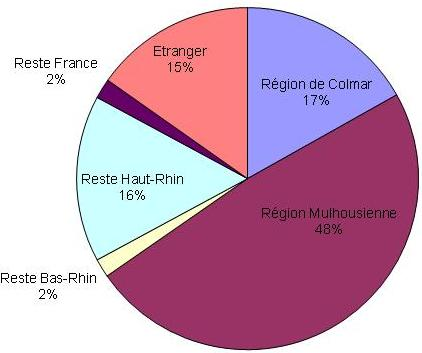 Etranger
15%
Reste France
2%
Région de Colmar
17%
Reste Haut-Rhin
16%
Région Mulhousienne
48%
Reste Bas-Rhin
2%